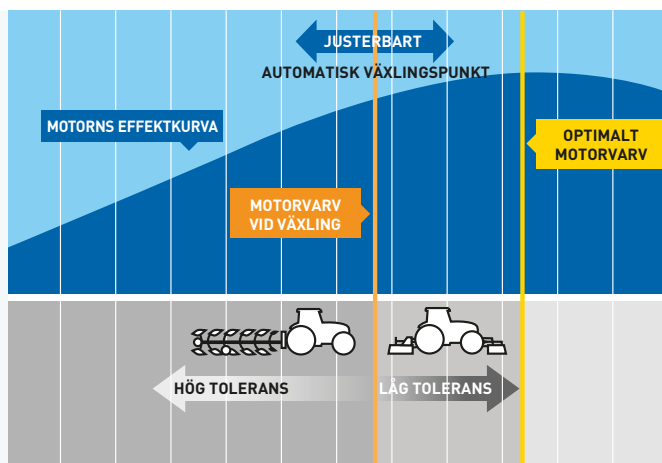 JUSTERBART
AUTOMATISK VÄXLINGSPUNKT
MOTORNS EFFEKTKURVA
OPTIMALT
MOTORVARV
MOTORVARV
VID VÄXLING
HÖG TOLERANS
LÅG TOLERANS